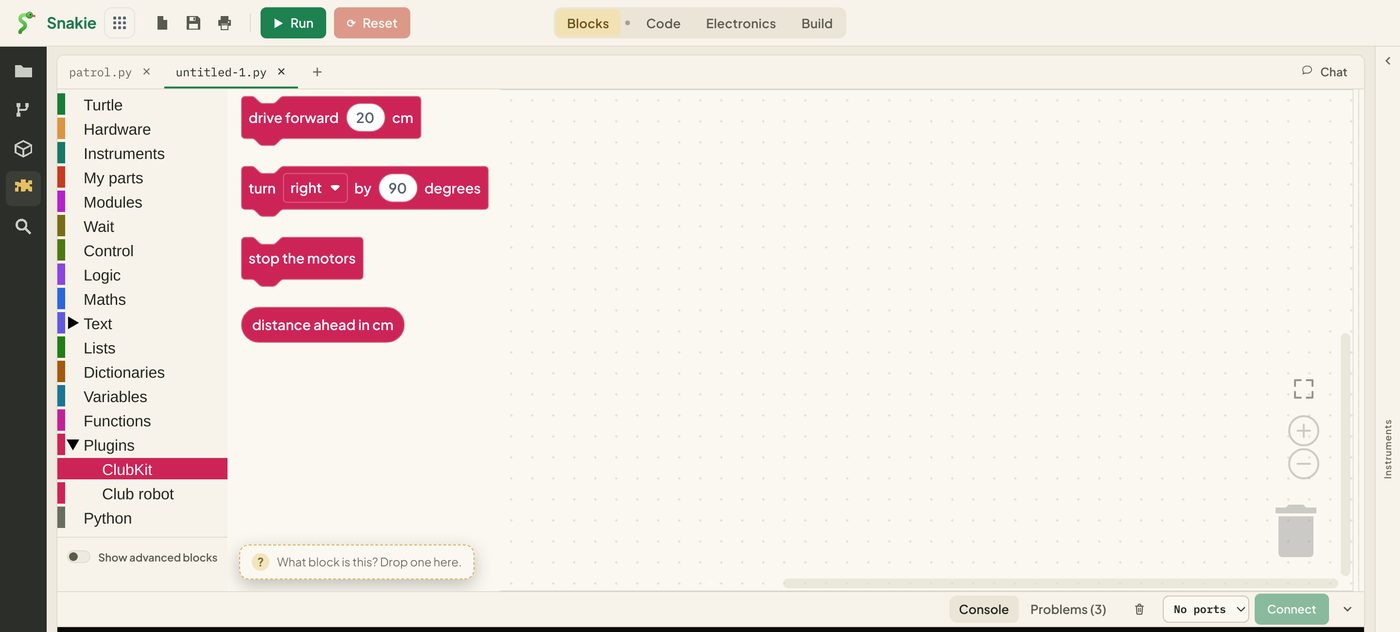 Snakie
Run
Reset
Blocks
Code
Electronics
Build
patrol.py ×
untitled-1.py ×
+
Chat
Turtle
Hardware
Instruments
My parts
Modules
Wait
Control
Logic
Maths
Text
Lists
Dictionaries
Variables
Functions
Plugins
ClubKit
Club robot
Python
Show advanced blocks
drive forward 20 cm
turn right by 90 degrees
stop the motors
distance ahead in cm
? What block is this? Drop one here.
Instruments
Console
Problems (3)
No ports
Connect